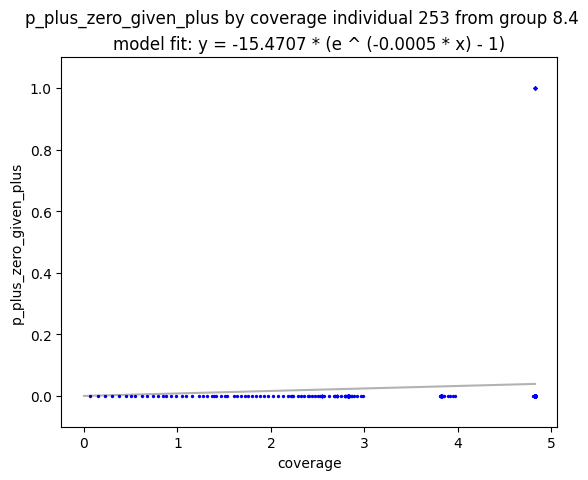 p_plus_zero_given_plus by coverage individual 253 from group 8.4
model fit: y = -15.4707 * (e ^ (-0.0005 * x) - 1)
1.0
0.8
0.6
0.4
0.2
0.0
p_plus_zero_given_plus
0 1 2 3 4 5
coverage